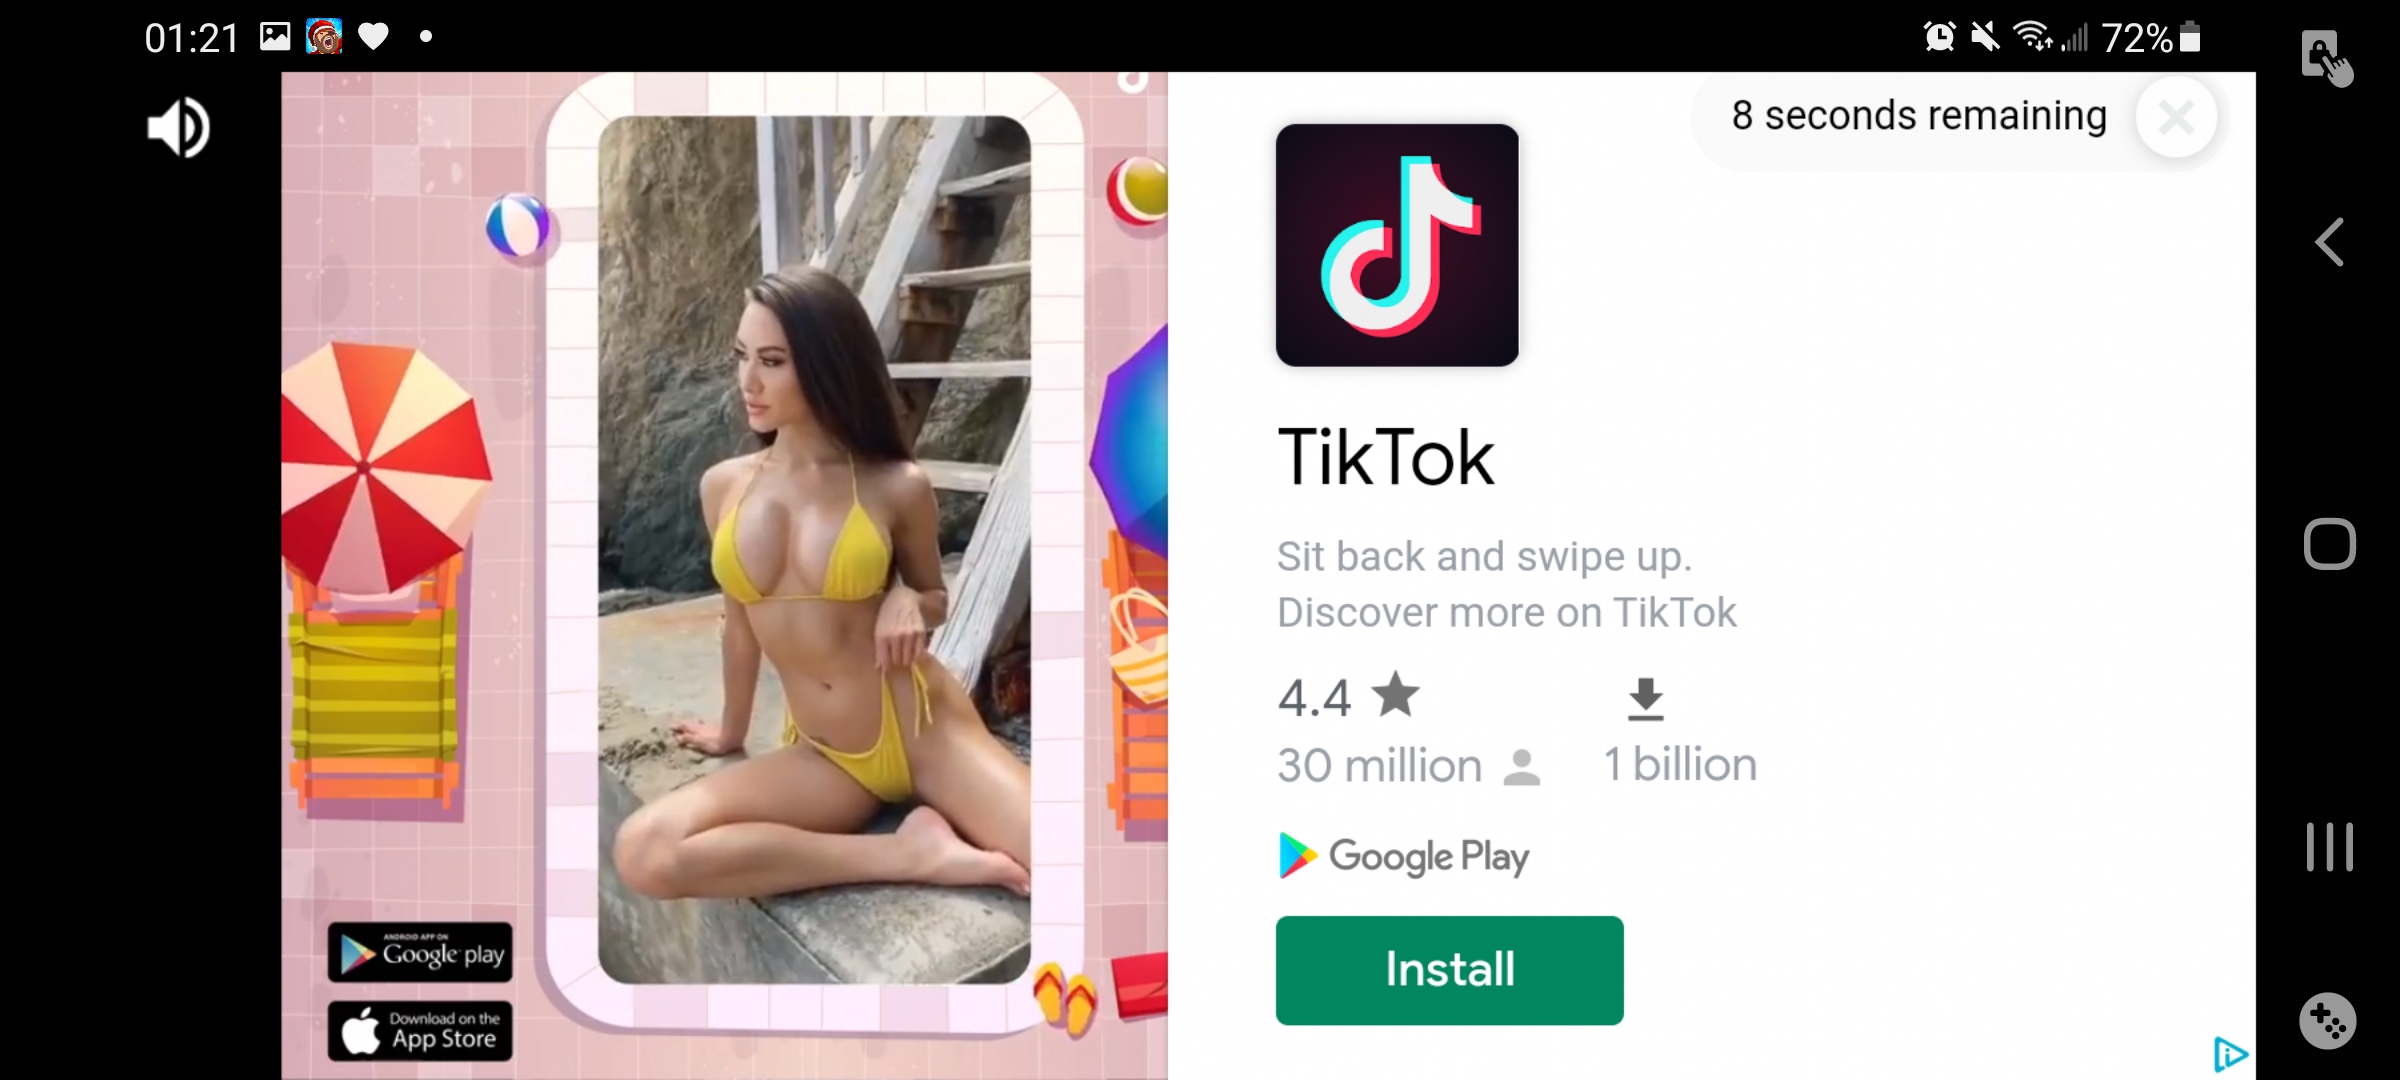 01:21
72%
8 seconds remaining
TikTok
Sit back and swipe up.
Discover more on TikTok
4.4
30 million
1 billion
Google Play
Install
ANDROID APP ON
Google play
Download on the
App Store